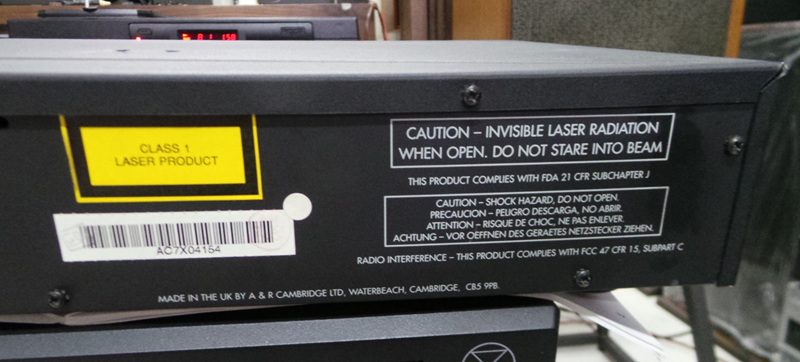 CLASS 1
LASER PRODUCT
AC7X04154
CAUTION – INVISIBLE LASER RADIATION
WHEN OPEN. DO NOT STARE INTO BEAM
THIS PRODUCT COMPLIES WITH FDA 21 CFR SUBCHAPTER J
CAUTION – SHOCK HAZARD, DO NOT OPEN.
PRECAUCION – PELIGRO DESCARGA, NO ABRIR.
ATTENTION – RISQUE DE CHOC, NE PAS ENLEVER.
ACHTUNG – VOR OEFFNEN DES GERAETES NETZSTECKER ZIEHEN.
RADIO INTERFERENCE – THIS PRODUCT COMPLIES WITH FCC 47 CFR 15, SUBPART C
MADE IN THE UK BY A & R CAMBRIDGE LTD, WATERBEACH, CAMBRIDGE, CB5 9PB.